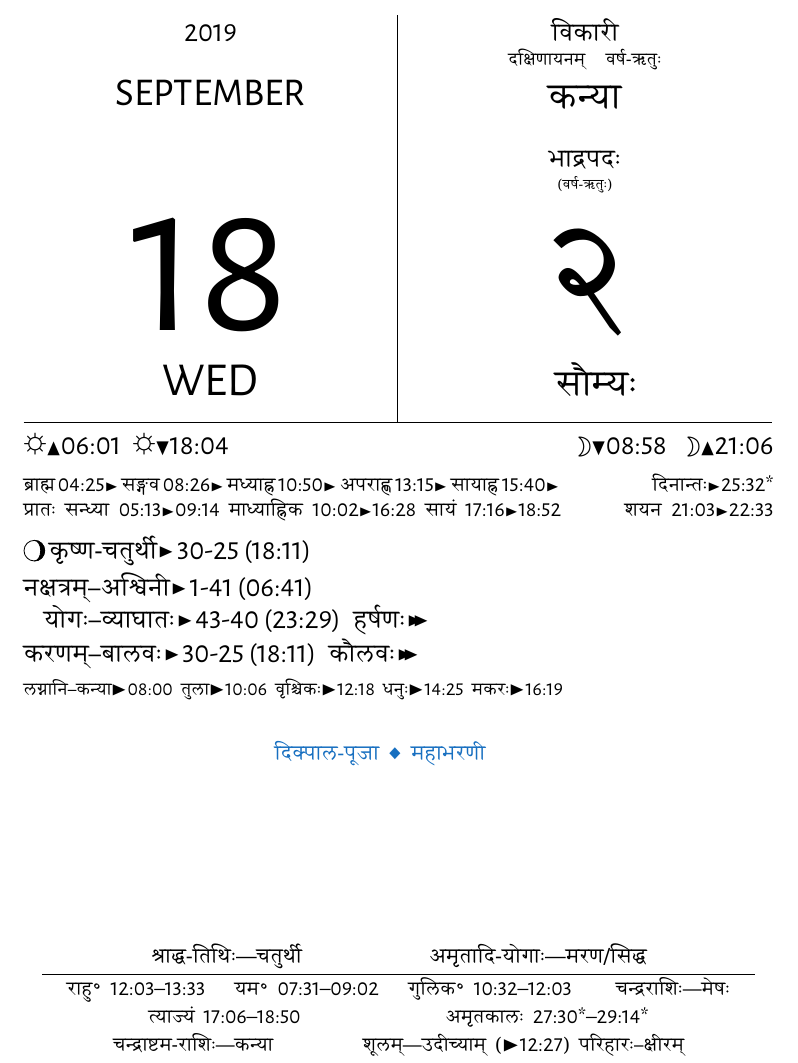 2019
SEPTEMBER
18
WED
विकारी
दक्षिणायनम् वर्ष-ऋतुः
कन्या
भाद्रपदः
(वर्ष-ऋतुः)
२
सौम्यः
☼▲06:01 ☼▼18:04 ☽▼08:58 ☽▲21:06
ब्राह्म 04:25► सङ्गव 08:26► मध्याह्न 10:50► अपराह्ण 13:15► सायाह्न 15:40► दिनान्तः►25:32*
प्रातः सन्ध्या 05:13►09:14 माध्याह्निक 10:02►16:28 सायं 17:16►18:52 शयन 21:03►22:33
कृष्ण-चतुर्थी►30-25 (18:11)
नक्षत्रम्–अश्विनी►1-41 (06:41)
योगः–व्याघातः►43-40 (23:29) हर्षणः►►
करणम्–बालवः►30-25 (18:11) कौलवः►►
लग्नानि–कन्या►08:00 तुला►10:06 वृश्चिकः►12:18 धनुः►14:25 मकरः►16:19
दिक्पाल-पूजा ◆ महाभरणी
श्राद्ध-तिथिः—चतुर्थी अमृतादि-योगाः—मरण/सिद्ध
राहु° 12:03–13:33 यम° 07:31–09:02 गुलिक° 10:32–12:03 चन्द्रराशिः—मेषः
त्याज्यं 17:06–18:50 अमृतकालः 27:30*–29:14*
चन्द्राष्टम-राशिः—कन्या शूलम्—उदीच्याम् (►12:27) परिहारः–क्षीरम्